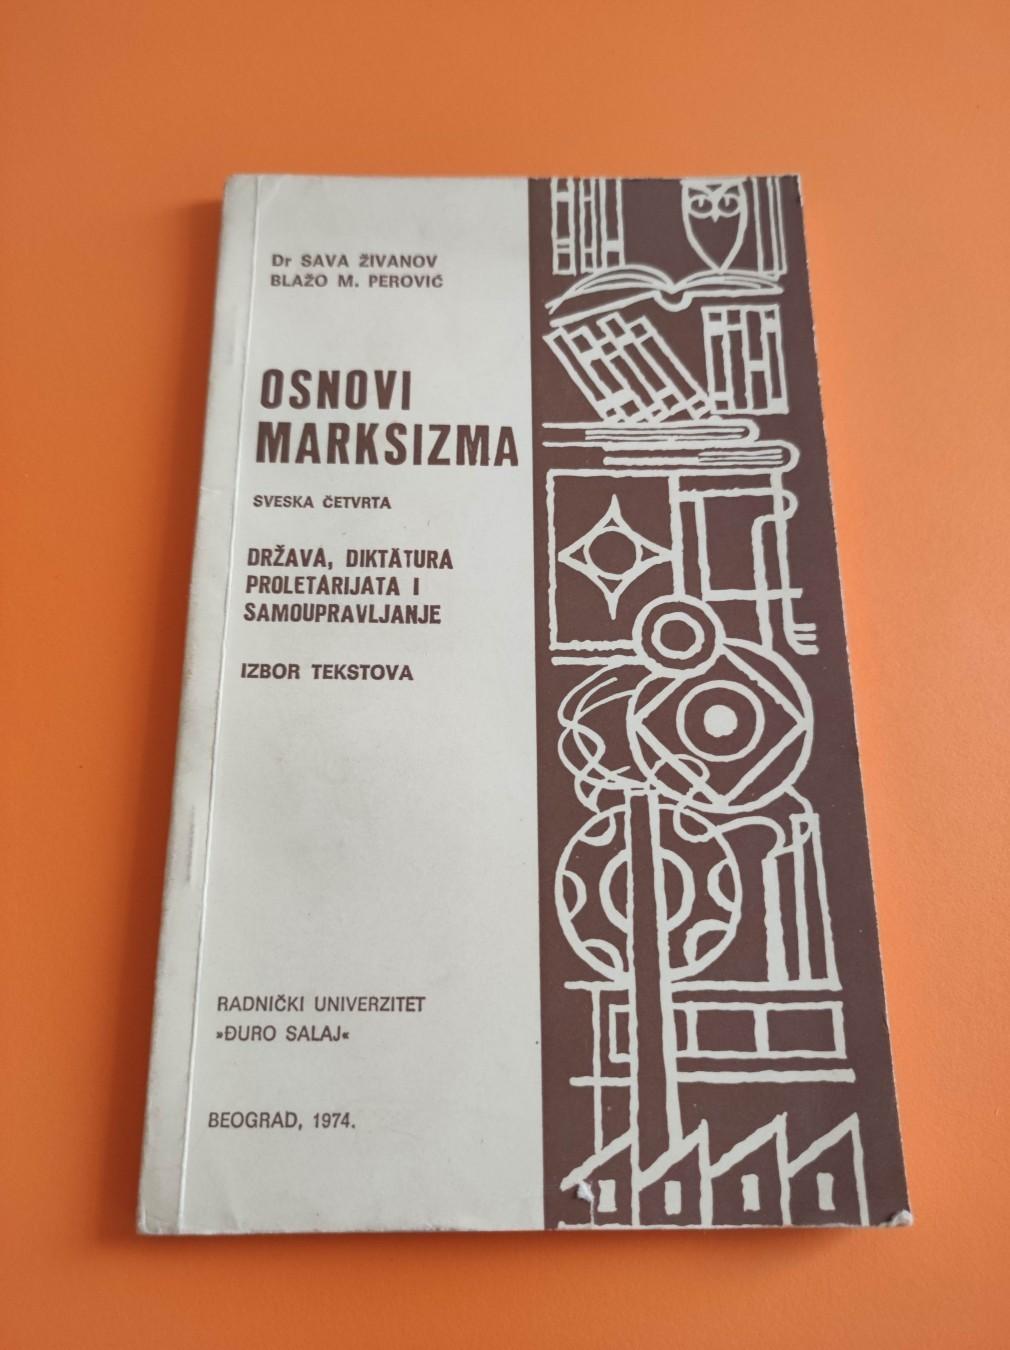 Dr SAVA ŽIVANOV
BLAŽO M. PEROVIĆ
OSNOVI
MARKSIZMA
SVESKA ČETVRTA
DRŽAVA, DIKTATURA
PROLETARIJATA I
SAMOUPRAVLJANJE
IZBOR TEKSTOVA
RADNIČKI UNIVERZITET
»ĐURO SALAJ«
BEOGRAD, 1974.